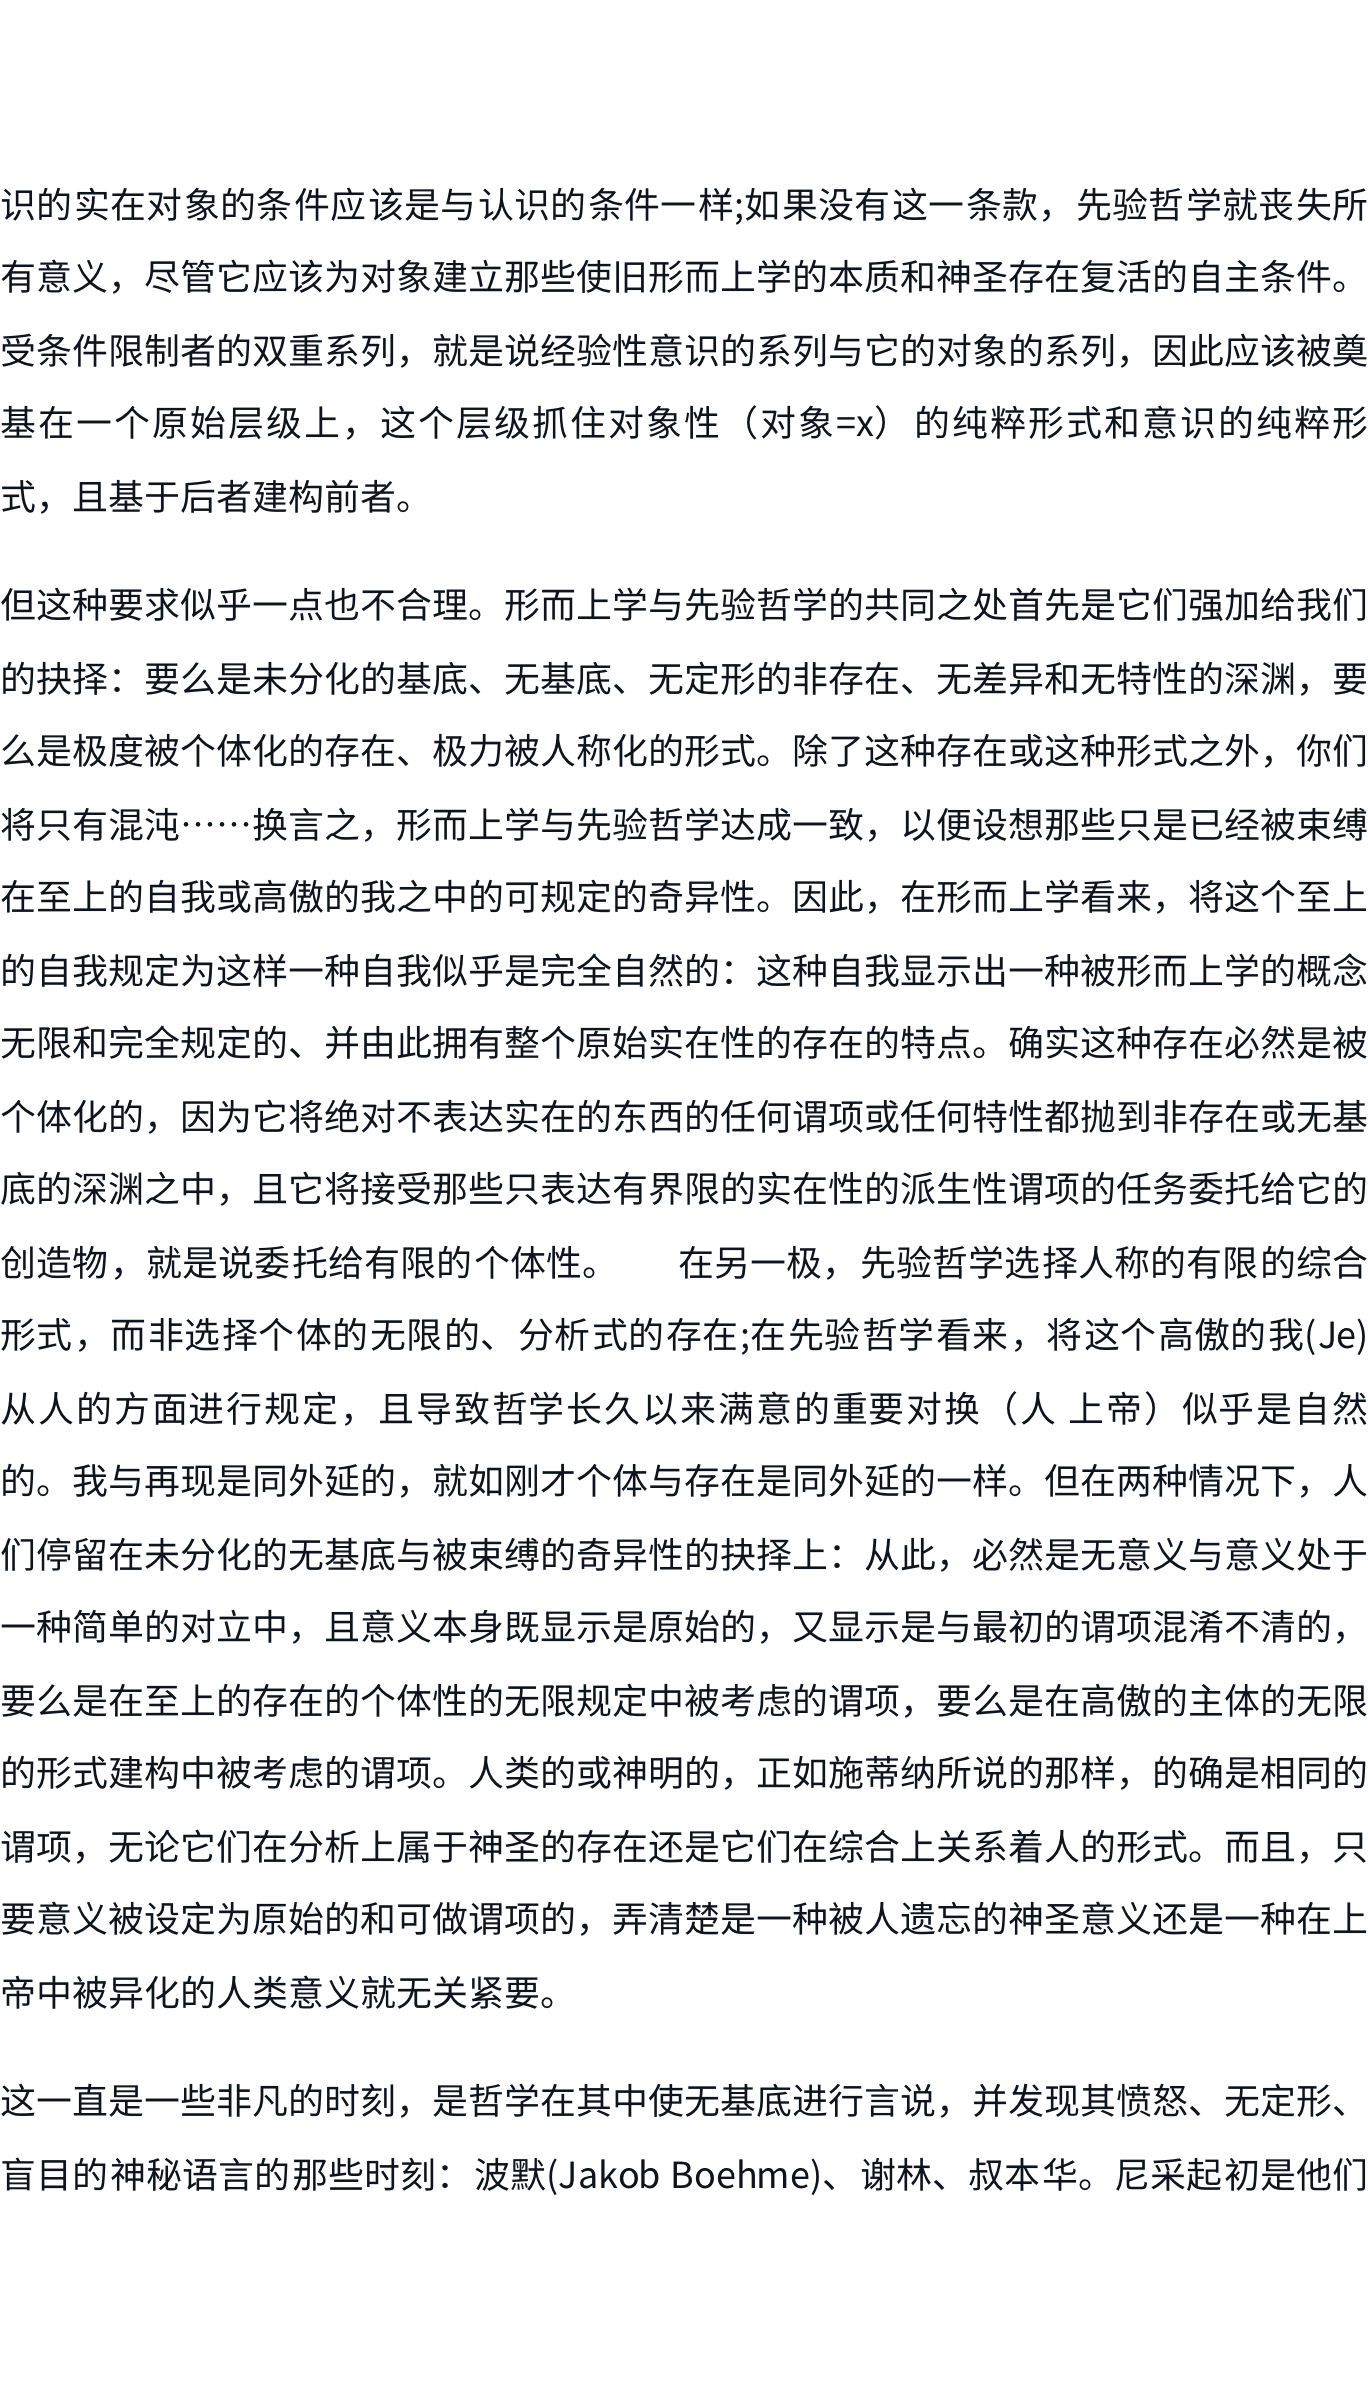 识的实在对象的条件应该是与认识的条件一样;如果没有这一条款，先验哲学就丧失所
有意义，尽管它应该为对象建立那些使旧形而上学的本质和神圣存在复活的自主条件。
受条件限制者的双重系列，就是说经验性意识的系列与它的对象的系列，因此应该被奠
基在一个原始层级上，这个层级抓住对象性（对象=x）的纯粹形式和意识的纯粹形
式，且基于后者建构前者。
但这种要求似乎一点也不合理。形而上学与先验哲学的共同之处首先是它们强加给我们
的抉择：要么是未分化的基底、无基底、无定形的非存在、无差异和无特性的深渊，要
么是极度被个体化的存在、极力被人称化的形式。除了这种存在或这种形式之外，你们
将只有混沌……换言之，形而上学与先验哲学达成一致，以便设想那些只是已经被束缚
在至上的自我或高傲的我之中的可规定的奇异性。因此，在形而上学看来，将这个至上
的自我规定为这样一种自我似乎是完全自然的：这种自我显示出一种被形而上学的概念
无限和完全规定的、并由此拥有整个原始实在性的存在的特点。确实这种存在必然是被
个体化的，因为它将绝对不表达实在的东西的任何谓项或任何特性都抛到非存在或无基
底的深渊之中，且它将接受那些只表达有界限的实在性的派生性谓项的任务委托给它的
创造物，就是说委托给有限的个体性。　　在另一极，先验哲学选择人称的有限的综合
形式，而非选择个体的无限的、分析式的存在;在先验哲学看来，将这个高傲的我(Je)
从人的方面进行规定，且导致哲学长久以来满意的重要对换（人 上帝）似乎是自然
的。我与再现是同外延的，就如刚才个体与存在是同外延的一样。但在两种情况下，人
们停留在未分化的无基底与被束缚的奇异性的抉择上：从此，必然是无意义与意义处于
一种简单的对立中，且意义本身既显示是原始的，又显示是与最初的谓项混淆不清的，
要么是在至上的存在的个体性的无限规定中被考虑的谓项，要么是在高傲的主体的无限
的形式建构中被考虑的谓项。人类的或神明的，正如施蒂纳所说的那样，的确是相同的
谓项，无论它们在分析上属于神圣的存在还是它们在综合上关系着人的形式。而且，只
要意义被设定为原始的和可做谓项的，弄清楚是一种被人遗忘的神圣意义还是一种在上
帝中被异化的人类意义就无关紧要。
这一直是一些非凡的时刻，是哲学在其中使无基底进行言说，并发现其愤怒、无定形、
盲目的神秘语言的那些时刻：波默(Jakob Boehme)、谢林、叔本华。尼采起初是他们